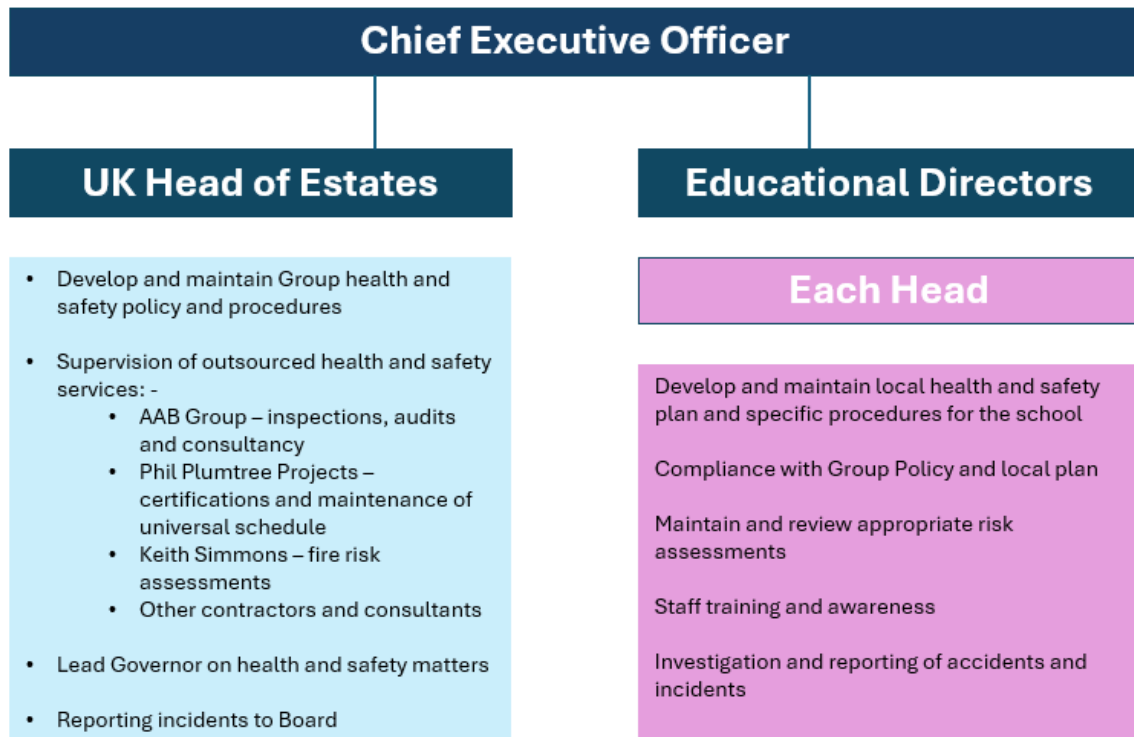 Chief Executive Officer
UK Head of Estates
• Develop and maintain Group health and
safety policy and procedures
• Supervision of outsourced health and safety
services: -
• AAB Group – inspections, audits
and consultancy
• Phil Plumtree Projects –
certifications and maintenance of
universal schedule
• Keith Simmons – fire risk
assessments
• Other contractors and consultants
• Lead Governor on health and safety matters
• Reporting incidents to Board
Educational Directors
Each Head
Develop and maintain local health and safety
plan and specific procedures for the school
Compliance with Group Policy and local plan
Maintain and review appropriate risk
assessments
Staff training and awareness
Investigation and reporting of accidents and
incidents